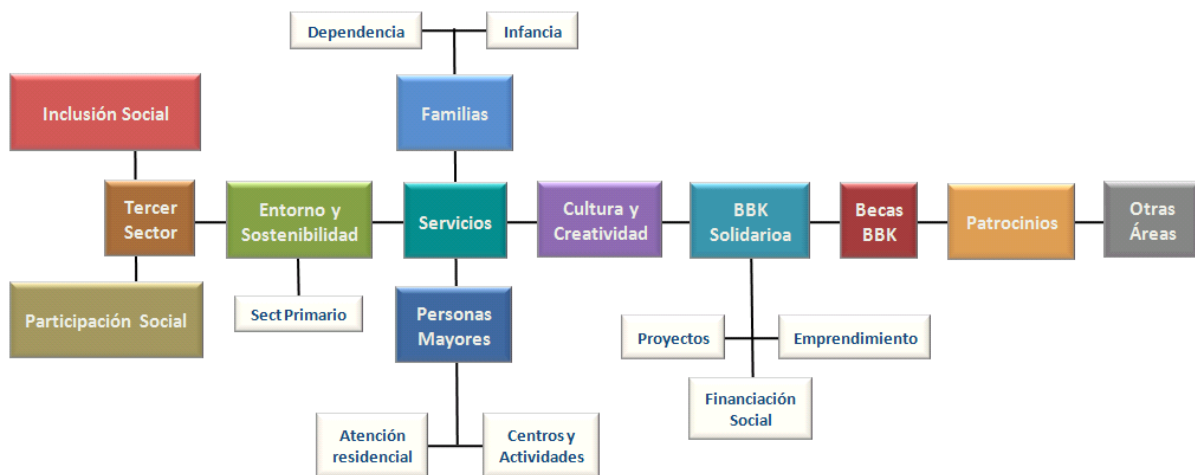 Dependencia
Infancia
Inclusión Social
Familias
Tercer
Sector
Entorno y
Sostenibilidad
Servicios
Cultura y
Creatividad
BBK
Solidarioa
Becas
BBK
Patrocinios
Otras
Áreas
Participación Social
Sect Primario
Personas
Mayores
Proyectos
Emprendimiento
Financiación
Social
Atención
residencial
Centros y
Actividades